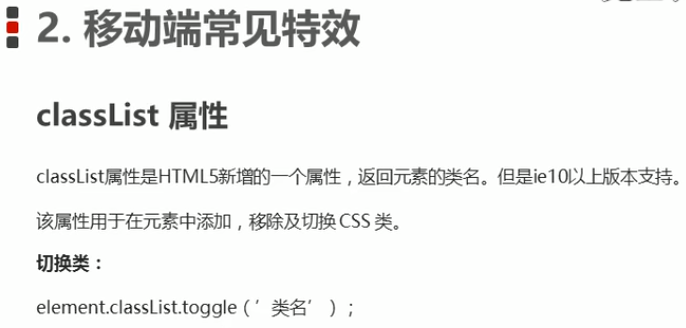 2. 移动端常见特效
classList 属性
classList属性是HTML5新增的一个属性，返回元素的类名。但是ie10以上版本支持。
该属性用于在元素中添加，移除及切换 CSS 类。
切换类：
element.classList.toggle（’类名’）;